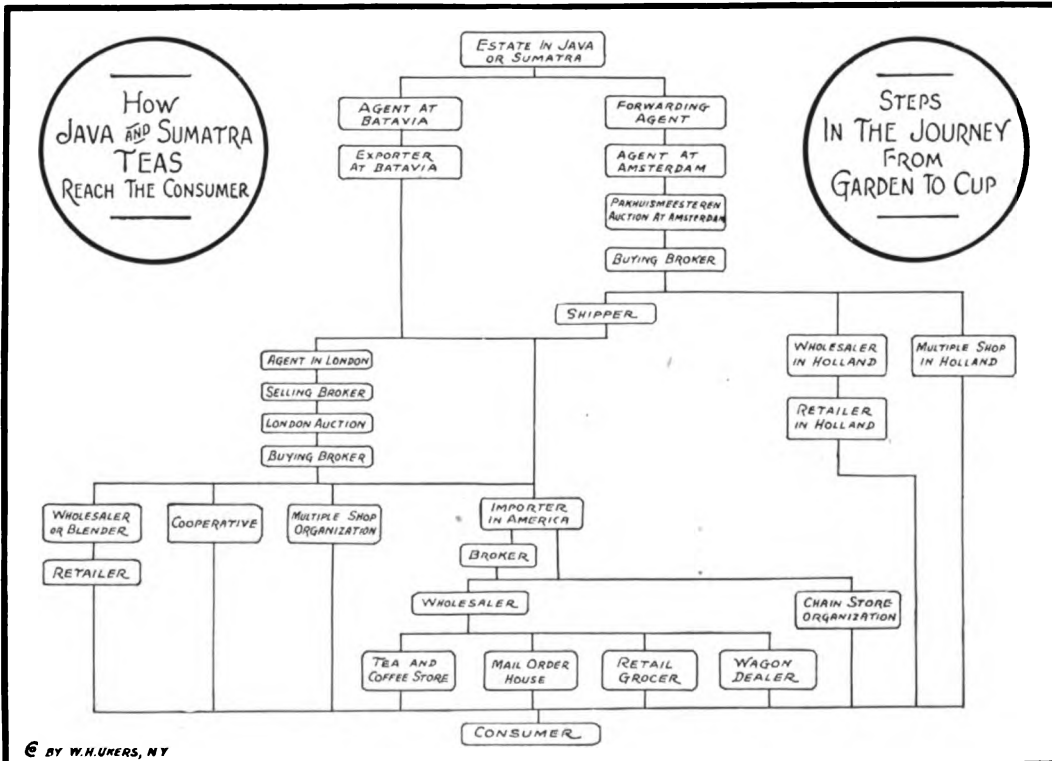 How
JAVA AND SUMATRA
TEAS
REACH THE CONSUMER
STEPS
IN THE JOURNEY
FROM
GARDEN TO CUP
ESTATE IN JAVA
OR SUMATRA
AGENT AT
BATAVIA
FORWARDING
AGENT
EXPORTER
AT BATAVIA
AGENT AT
AMSTERDAM
PAKHUISMEESTEREN
AUCTION AT AMSTERDAM
BUYING BROKER
SHIPPER
AGENT IN LONDON
SELLING BROKER
LONDON AUCTION
BUYING BROKER
WHOLESALER
IN HOLLAND
MULTIPLE SHOP
IN HOLLAND
RETAILER
IN HOLLAND
WHOLESALER
OR BLENDER
COOPERATIVE
MULTIPLE SHOP
ORGANIZATION
IMPORTER
IN AMERICA
RETAILER
BROKER
WHOLESALER
CHAIN STORE
ORGANIZATION
TEA AND
COFFEE STORE
MAIL ORDER
HOUSE
RETAIL
GROCER
WAGON
DEALER
CONSUMER
© BY W.H.UKERS, NY